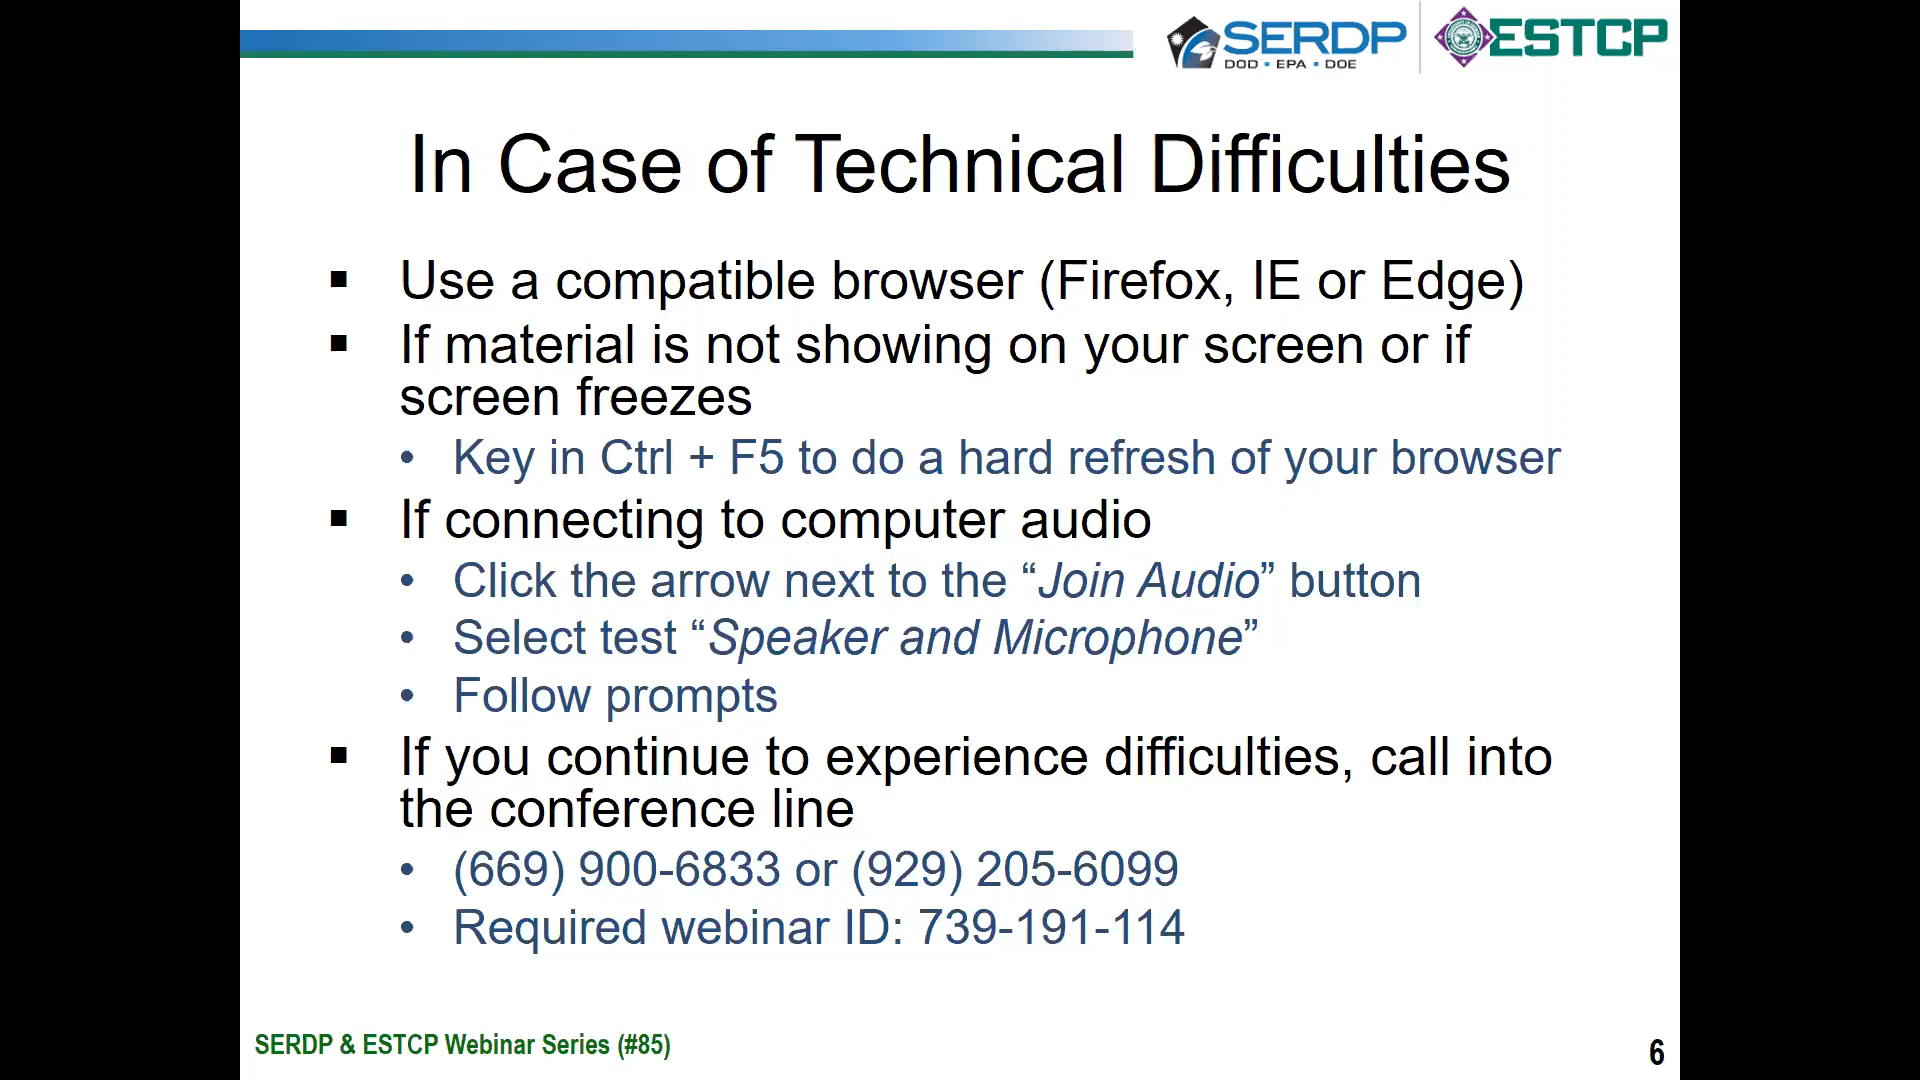 SERDP
DOD ▪ EPA ▪ DOE
ESTCP
In Case of Technical Difficulties
▪ Use a compatible browser (Firefox, IE or Edge)
▪ If material is not showing on your screen or if
screen freezes
• Key in Ctrl + F5 to do a hard refresh of your browser
▪ If connecting to computer audio
• Click the arrow next to the “Join Audio” button
• Select test “Speaker and Microphone”
• Follow prompts
▪ If you continue to experience difficulties, call into
the conference line
• (669) 900-6833 or (929) 205-6099
• Required webinar ID: 739-191-114
SERDP & ESTCP Webinar Series (#85)
6